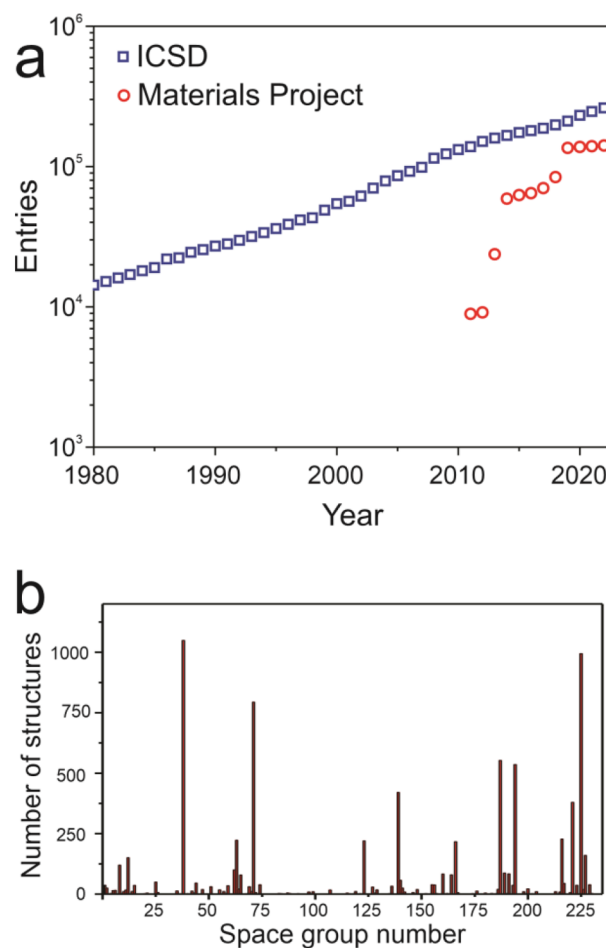 a
ICSD
Materials Project
10^6
10^5
10^4
10^3
Entries
1980 1990 2000 2010 2020
Year
b
Number of structures
1000
750
500
250
0
25 50 75 100 125 150 175 200 225
Space group number